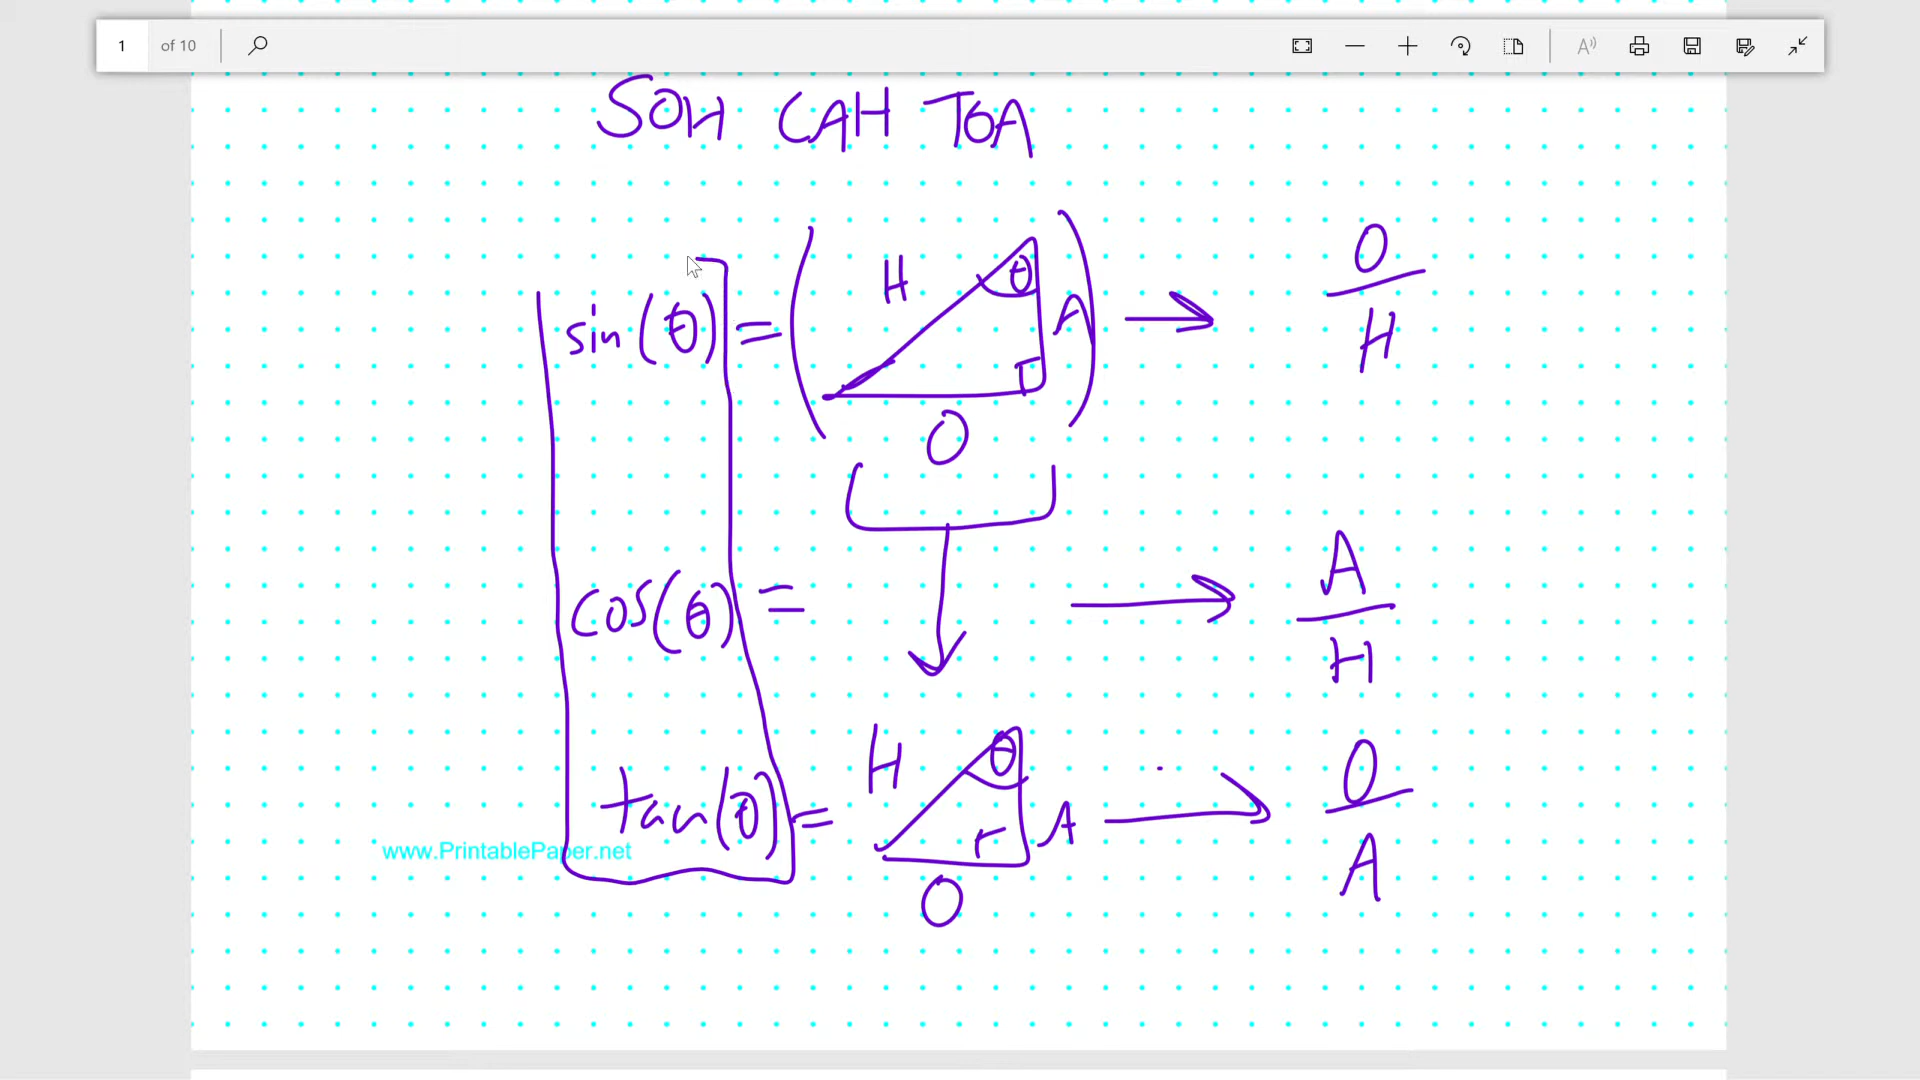 1 of 10
SOH CAH TOA
sin(θ) = ( H θ A O ) → O/H
cos(θ) = → A/H
tan(θ) = H θ A O → O/A
www.PrintablePaper.net